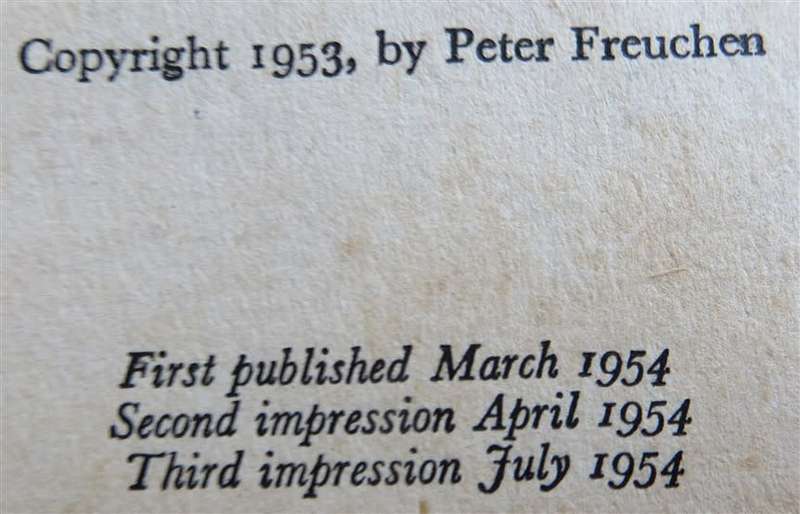 Copyright 1953, by Peter Freuchen
First published March 1954
Second impression April 1954
Third impression July 1954